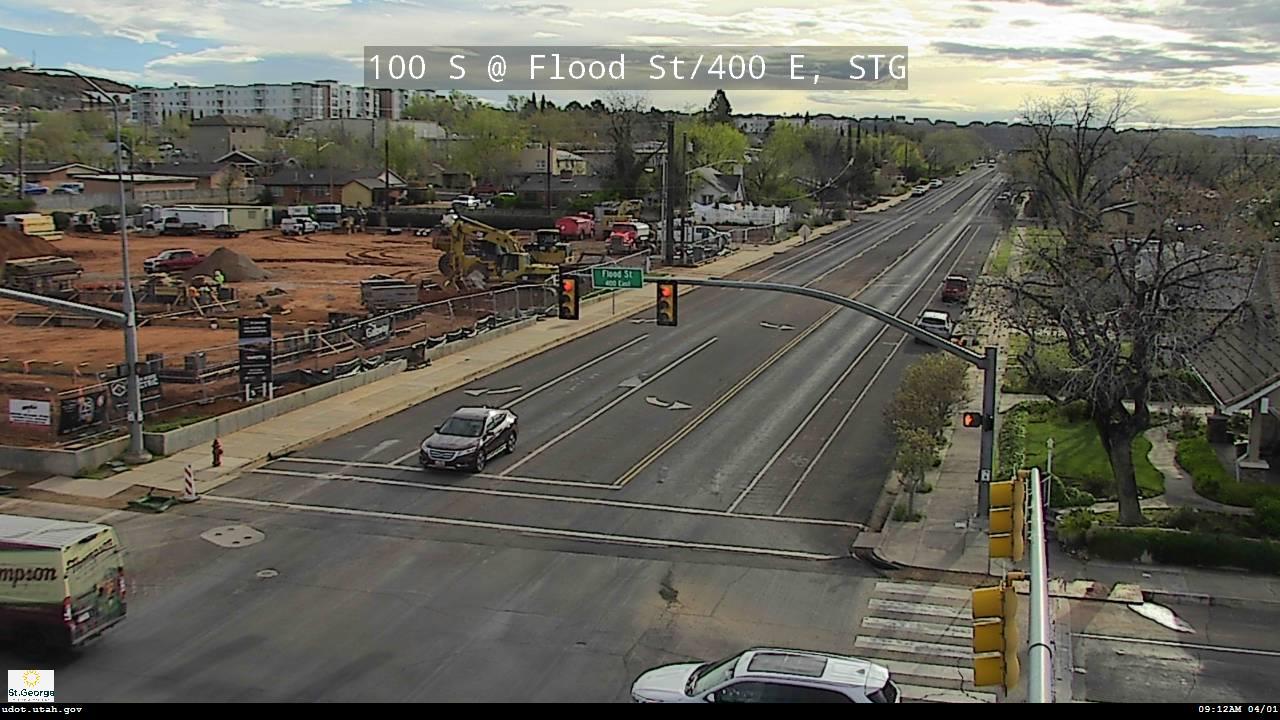 100 S @ Flood St/400 E, STG
Flood St
400 East
mpson
St.George
udot.utah.gov
09:12AM 04/01